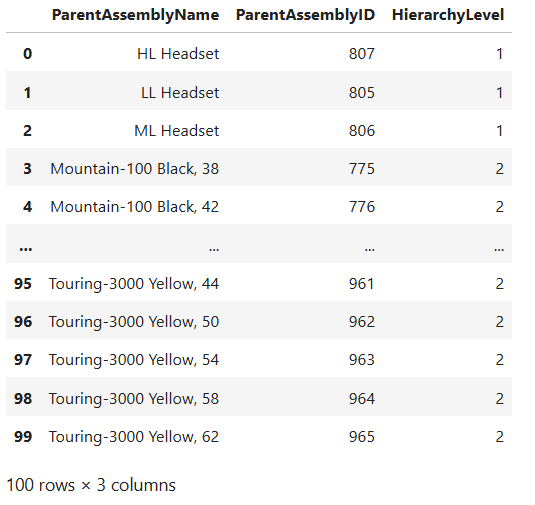 ParentAssemblyName ParentAssemblyID HierarchyLevel
0 HL Headset 807 1
1 LL Headset 805 1
2 ML Headset 806 1
3 Mountain-100 Black, 38 775 2
4 Mountain-100 Black, 42 776 2
... ... ... ...
95 Touring-3000 Yellow, 44 961 2
96 Touring-3000 Yellow, 50 962 2
97 Touring-3000 Yellow, 54 963 2
98 Touring-3000 Yellow, 58 964 2
99 Touring-3000 Yellow, 62 965 2
100 rows × 3 columns